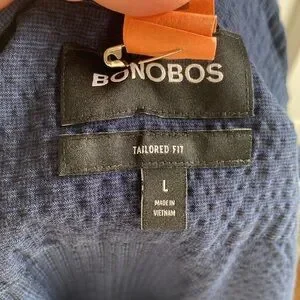 BONOBOS
TAILORED FIT
L
MADE IN
VIETNAM